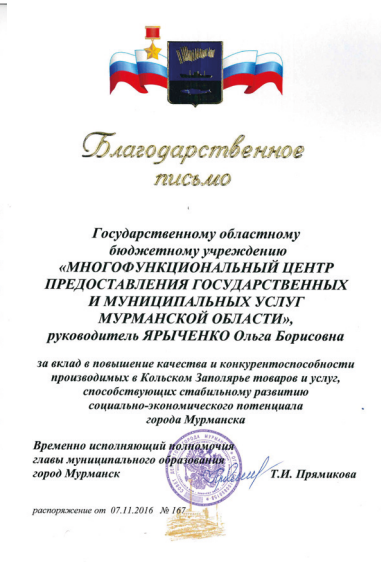 Благодарственное
письмо
Государственному областному
бюджетному учреждению
«МНОГОФУНКЦИОНАЛЬНЫЙ ЦЕНТР
ПРЕДОСТАВЛЕНИЯ ГОСУДАРСТВЕННЫХ
И МУНИЦИПАЛЬНЫХ УСЛУГ
МУРМАНСКОЙ ОБЛАСТИ»,
руководитель ЯРЫЧЕНКО Ольга Борисовна
за вклад в повышение качества и конкурентоспособности
производимых в Кольском Заполярье товаров и услуг,
способствующих стабильному развитию
социально-экономического потенциала
города Мурманска
Временно исполняющий полномочия
главы муниципального образования
город Мурманск Т.И. Прямикова
распоряжение от 07.11.2016 № 167